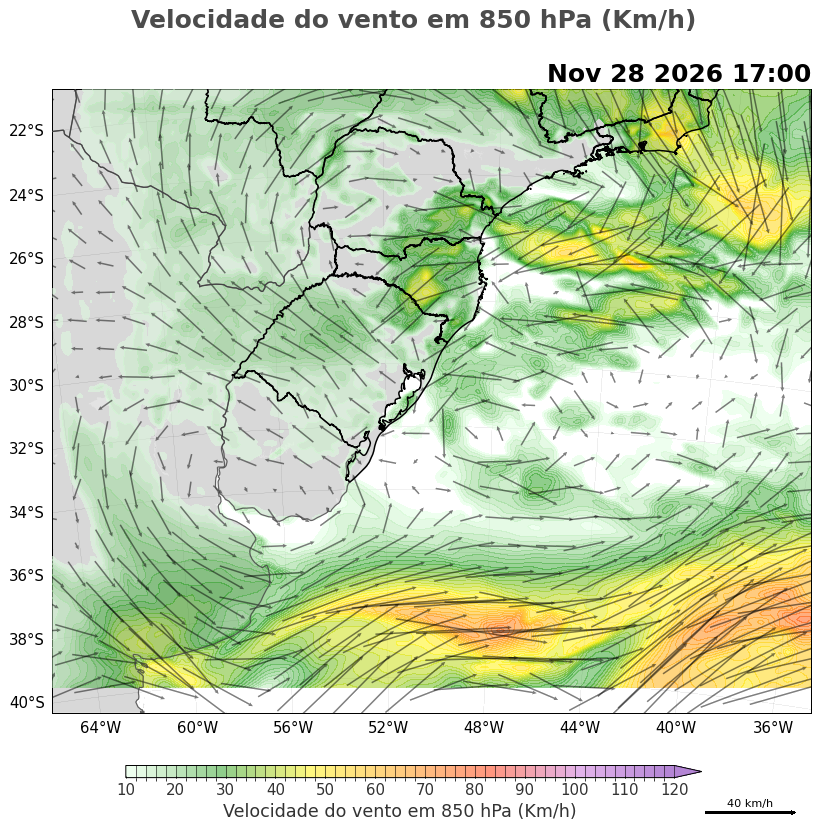 Velocidade do vento em 850 hPa (Km/h)
Nov 28 2026 17:00
22°S
24°S
26°S
28°S
30°S
32°S
34°S
36°S
38°S
40°S
64°W 60°W 56°W 52°W 48°W 44°W 40°W 36°W
10 20 30 40 50 60 70 80 90 100 110 120
Velocidade do vento em 850 hPa (Km/h)
40 km/h